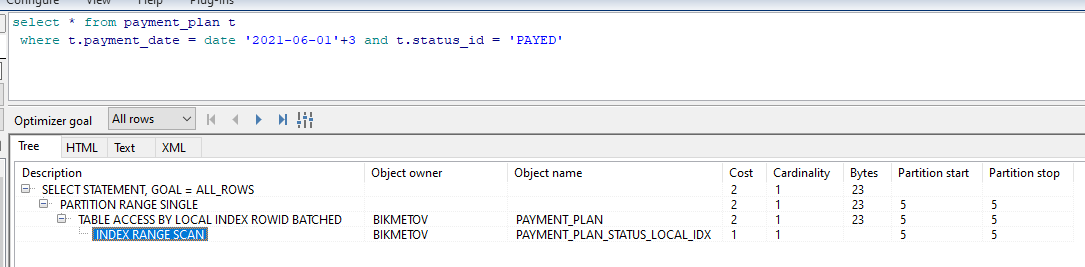 Configure View Help Plug-Ins
select * from payment_plan t
where t.payment_date = date '2021-06-01'+3 and t.status_id = 'PAYED'
Optimizer goal All rows
Tree HTML Text XML
Description Object owner Object name Cost Cardinality Bytes Partition start Partition stop
SELECT STATEMENT, GOAL = ALL_ROWS 2 1 23
PARTITION RANGE SINGLE 2 1 23 5 5
TABLE ACCESS BY LOCAL INDEX ROWID BATCHED BIKMETOV PAYMENT_PLAN 2 1 23 5 5
INDEX RANGE SCAN BIKMETOV PAYMENT_PLAN_STATUS_LOCAL_IDX 1 1 5 5